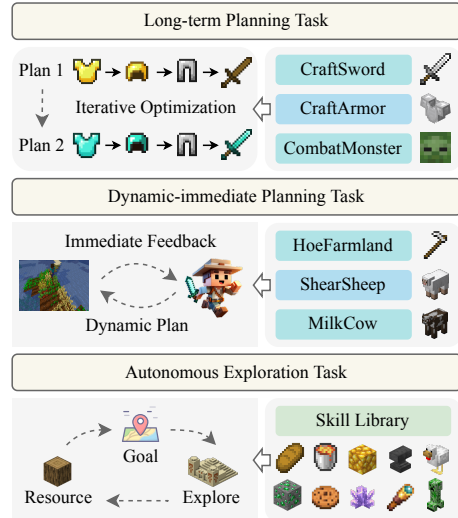 Long-term Planning Task
Plan 1
Iterative Optimization
Plan 2
CraftSword
CraftArmor
CombatMonster
Dynamic-immediate Planning Task
Immediate Feedback
Dynamic Plan
HoeFarmland
ShearSheep
MilkCow
Autonomous Exploration Task
Goal
Resource
Explore
Skill Library